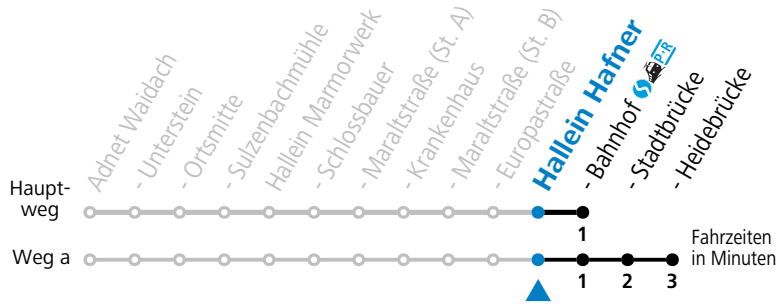 Adnet Waidach
- Unterstein
- Ortsmitte
- Sulzenbachmühle
Hallein Marmorwerk
- Schlossbauer
- Maraltstraße (St. A)
- Krankenhaus
- Maraltstraße (St. B)
- Europastraße
Hallein Hafner
- Bahnhof P+R
- Stadtbrücke
- Heidebrücke
Haupt-
weg
1
Weg a
1 2 3
Fahrzeiten
in Minuten